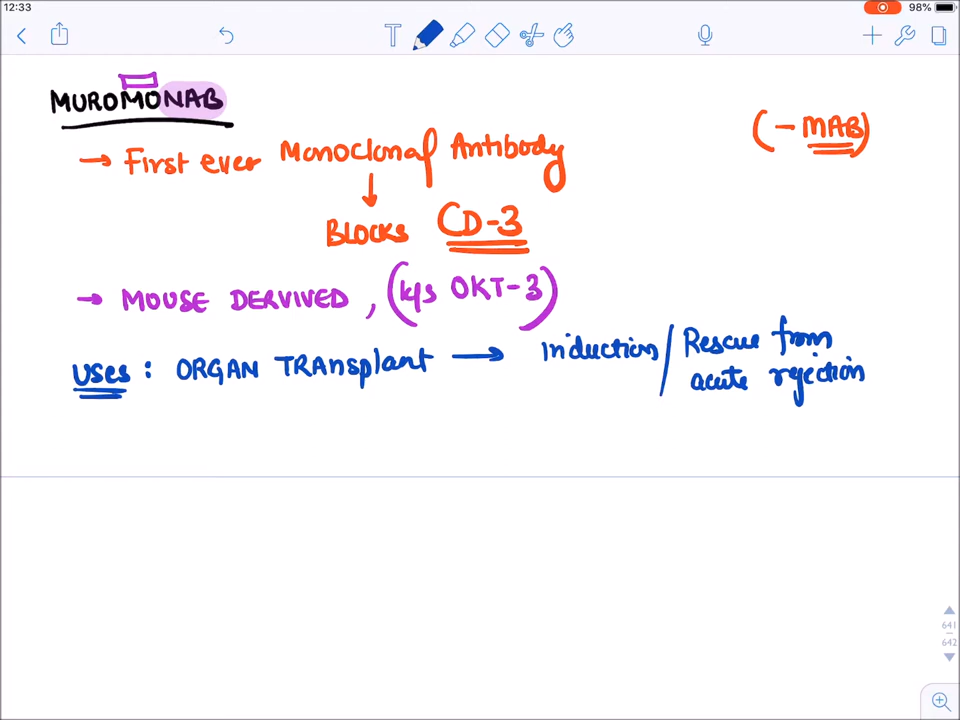 12:33
98%
T
MUROMONAB
(- MAB)
→ First ever Monoclonal Antibody
↓
BLOCKS CD-3
→ MOUSE DERVIVED, (k/s OKT-3)
Uses: ORGAN TRANsplant → Induction / Rescue from
acute rejection
641
642